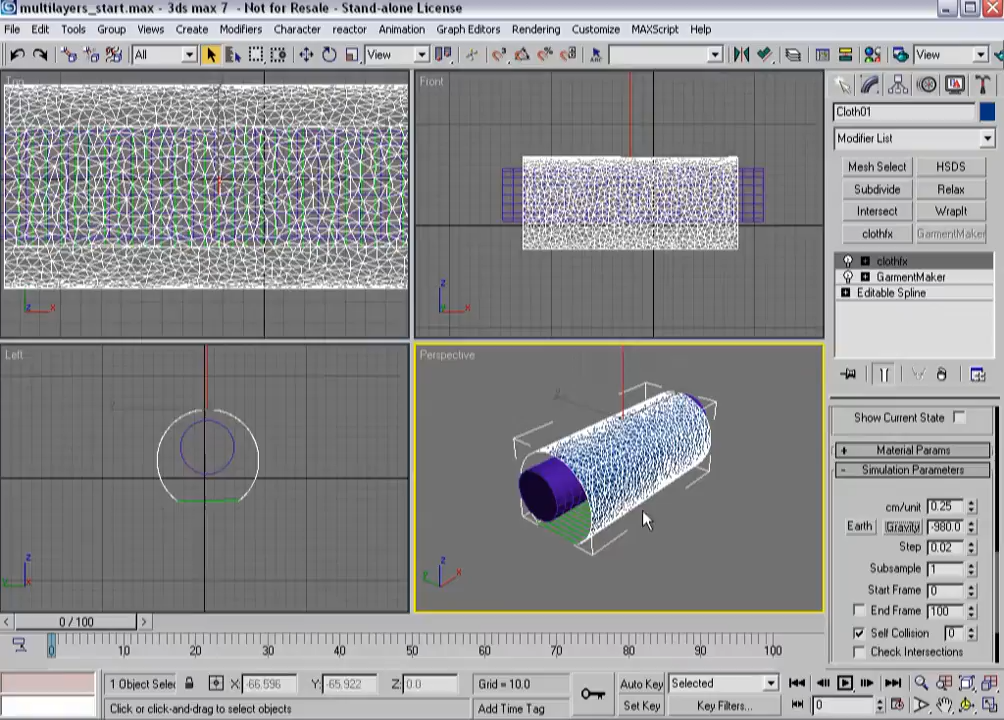 multilayers_start.max - 3ds max 7 - Not for Resale - Stand-alone License
File Edit Tools Group Views Create Modifiers Character reactor Animation Graph Editors Rendering Customize MAXScript Help
All View View
Top Front
Left Perspective
z x
z x
z y
z x y
Cloth01
Modifier List
Mesh Select HSDS
Subdivide Relax
Intersect WrapIt
clothfx GarmentMaker
clothfx
GarmentMaker
Editable Spline
Show Current State
+ Material Params
- Simulation Parameters
cm/unit 0.25
Earth Gravity -980.0
Step 0.02
Subsample 1
Start Frame 0
End Frame 100
Self Collision 0
Check Intersections
< 0 / 100 >
0 10 20 30 40 50 60 70 80 90 100
1 Object Selec X: -66.596 Y: -65.922 Z: 0.0 Grid = 10.0 Auto Key Selected
Click or click-and-drag to select objects Add Time Tag Set Key Key Filters... 0